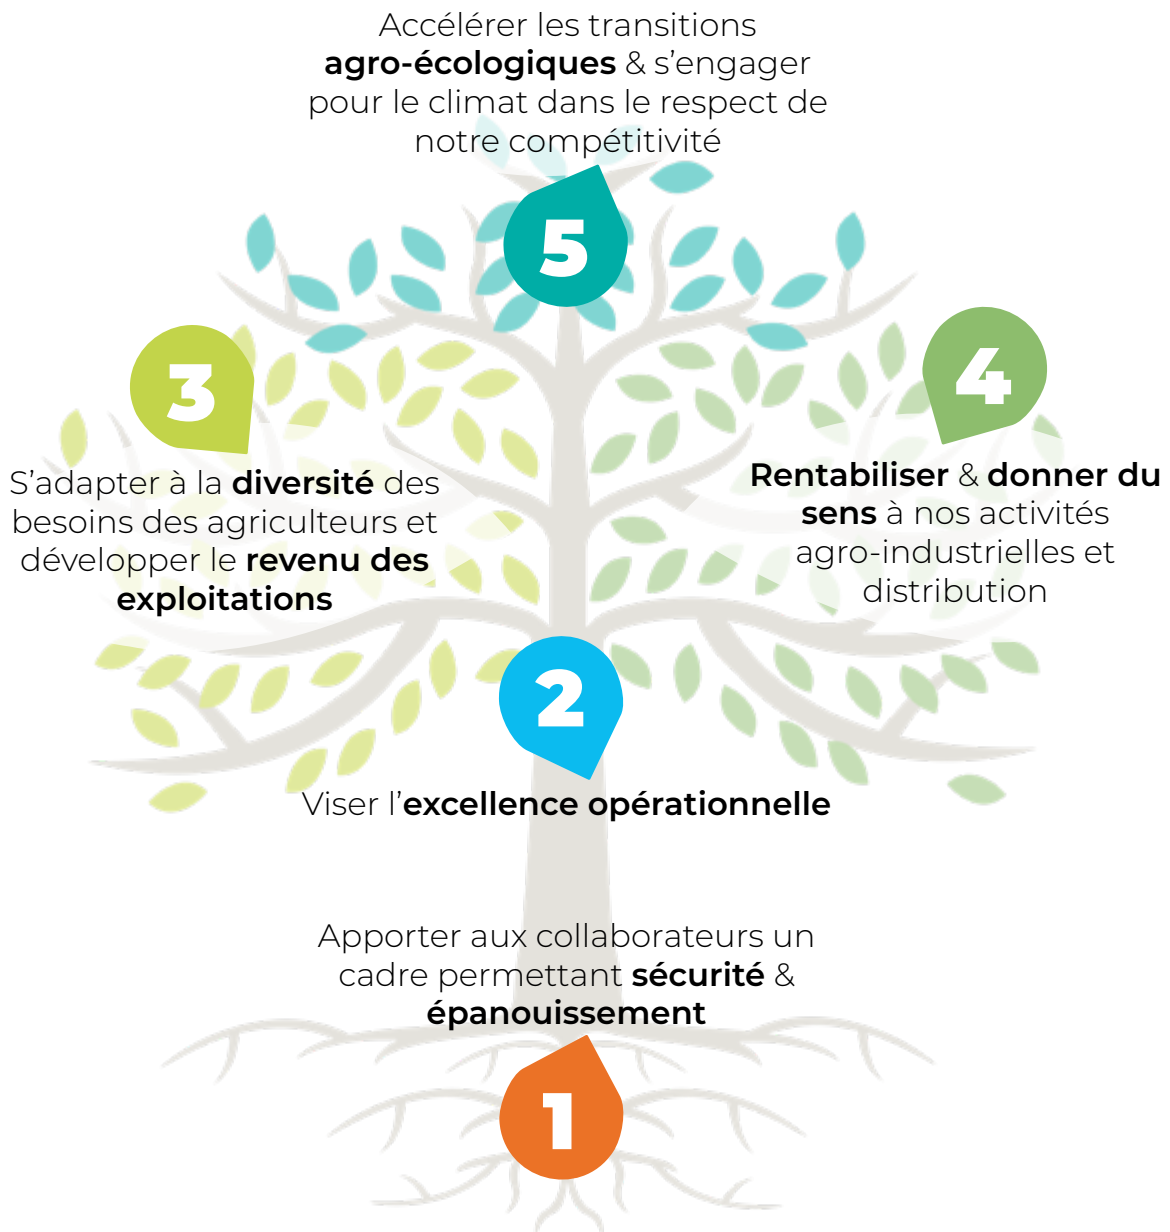 Accélérer les transitions
agro-écologiques & s’engager
pour le climat dans le respect de
notre compétitivité
5
3
4
S’adapter à la diversité des
besoins des agriculteurs et
développer le revenu des
exploitations
Rentabiliser & donner du
sens à nos activités
agro-industrielles et
distribution
2
Viser l’excellence opérationnelle
Apporter aux collaborateurs un
cadre permettant sécurité &
épanouissement
1